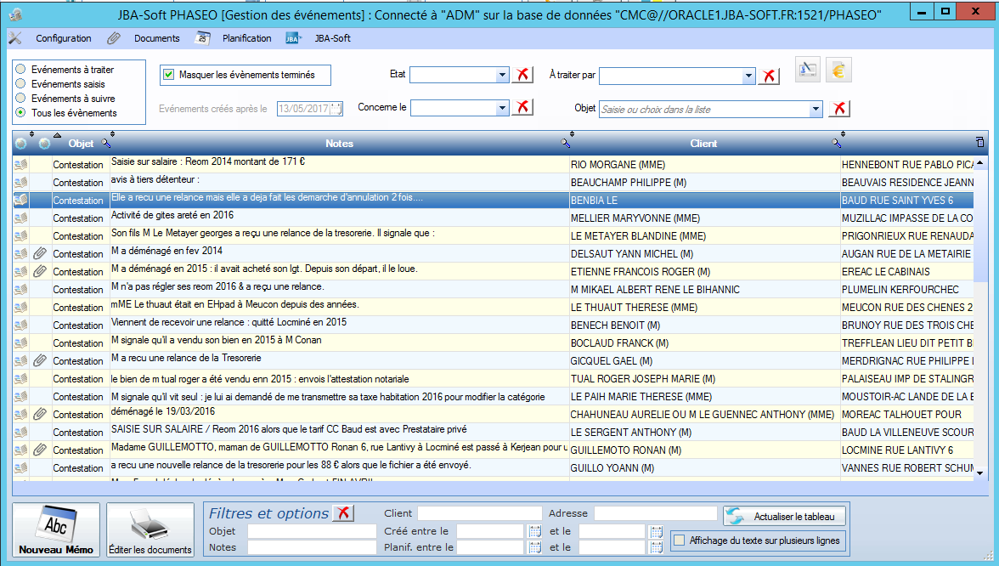 JBA-Soft PHASEO [Gestion des événements] : Connecté à "ADM" sur la base de données "CMC@//ORACLE1.JBA-SOFT.FR:1521/PHASEO"
Configuration Documents Planification JBA-Soft
Evénements à traiter
Evénements saisis
Evénements à suivre
Tous les évènements
Masquer les évènements terminés
Evénements créés après le 13/05/2017
Etat
Concerne le
À traiter par
Objet Saisie ou choix dans la liste
Objet Notes Client
Contestation Saisie sur salaire : Reom 2014 montant de 171 € RIO MORGANE (MME) HENNEBONT RUE PABLO PICA
Contestation avis à tiers détenteur : BEAUCHAMP PHILIPPE (M) BEAUVAIS RESIDENCE JEANN
Contestation Elle a recu une relance mais elle a deja fait les demarche d'annulation 2 fois.... BENBIA LE BAUD RUE SAINT YVES 6
Contestation Activité de gites areté en 2016 MELLIER MARYVONNE (MME) MUZILLAC IMPASSE DE LA CO
Contestation Son fils M Le Metayer georges a reçu une relance de la tresorerie. Il signale que : LE METAYER BLANDINE (MME) PRIGONRIEUX RUE RENAUDA
Contestation M a déménagé en fev 2014 DELSAUT YANN MICHEL (M) AUGAN RUE DE LA METAIRIE
Contestation M a déménagé en 2015 : il avait acheté son lgt. Depuis son départ, il le loue. ETIENNE FRANCOIS ROGER (M) EREAC LE CABINAIS
Contestation M n'a pas régler ses reom 2016 & a reçu une relance. M MIKAEL ALBERT RENE LE BIHANNIC PLUMELIN KERFOURCHEC
Contestation mME Le thuaut était en EHpad à Meucon depuis des années. LE THUAUT THERESE (MME) MEUCON RUE DES CHENES 2
Contestation Viennent de recevoir une relance : quitté Locminé en 2015 BENECH BENOIT (M) BRUNOY RUE DES TROIS CHE
Contestation M signale qu'il a vendu son bien en 2015 à M Conan BOCLAUD FRANCK (M) TREFFLEAN LIEU DIT PETIT B
Contestation M a recu une relance de la Tresorerie GICQUEL GAEL (M) MERDRIGNAC RUE PHILIPPE
Contestation le bien de m tual roger a été vendu enn 2015 : envois l'attestation notariale TUAL ROGER JOSEPH MARIE (M) PALAISEAU IMP DE STALINGR
Contestation M signale qu'il vit seul : je lui ai demandé de me transmettre sa taxe habitation 2016 pour modifier la catégorie LE PAIH MARIE THERESE (MME) MOUSTOIR-AC LANDE DE LA E
Contestation déménagé le 19/03/2016 CHAHUNEAU AURELIE OU M LE GUENNEC ANTHONY (MME) MOREAC TALHOUET POUR
Contestation SAISIE SUR SALAIRE / Reom 2016 alors que le tarif CC Baud est avec Prestataire privé LE SERGENT ANTHONY (M) BAUD LA VILLENEUVE SCOUR
Contestation Madame GUILLEMOTTO, maman de GUILLEMOTTO Ronan 6, rue Lantivy à Locminé est passé à Kerjean pour u GUILLEMOTO RONAN (M) LOCMINE RUE LANTIVY 6
Contestation a recu une nouvelle relance de la tresorerie pour les 88 € alors que le fichier a été envoyé. GUILLO YOANN (M) VANNES RUE ROBERT SCHUM
Abc
Nouveau Mémo
Éditer les documents
Filtres et options Client Adresse Actualiser le tableau
Objet Créé entre le et le
Notes Planif. entre le et le
Affichage du texte sur plusieurs lignes